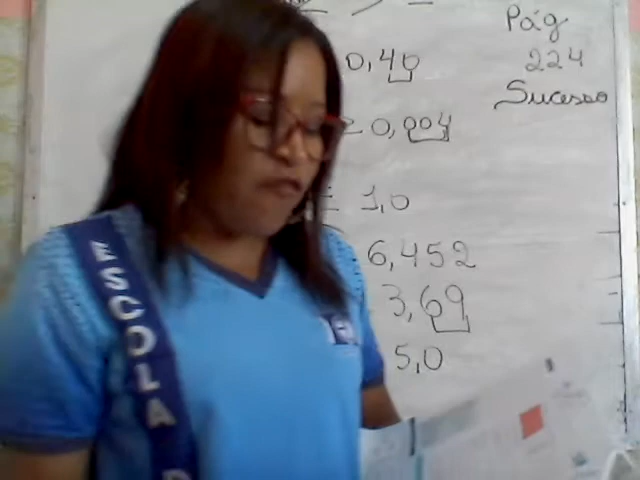 Pág
224
Sucesso
0,40
0,004
= 1,0
6,452
3,69
5,0
ESCOLA